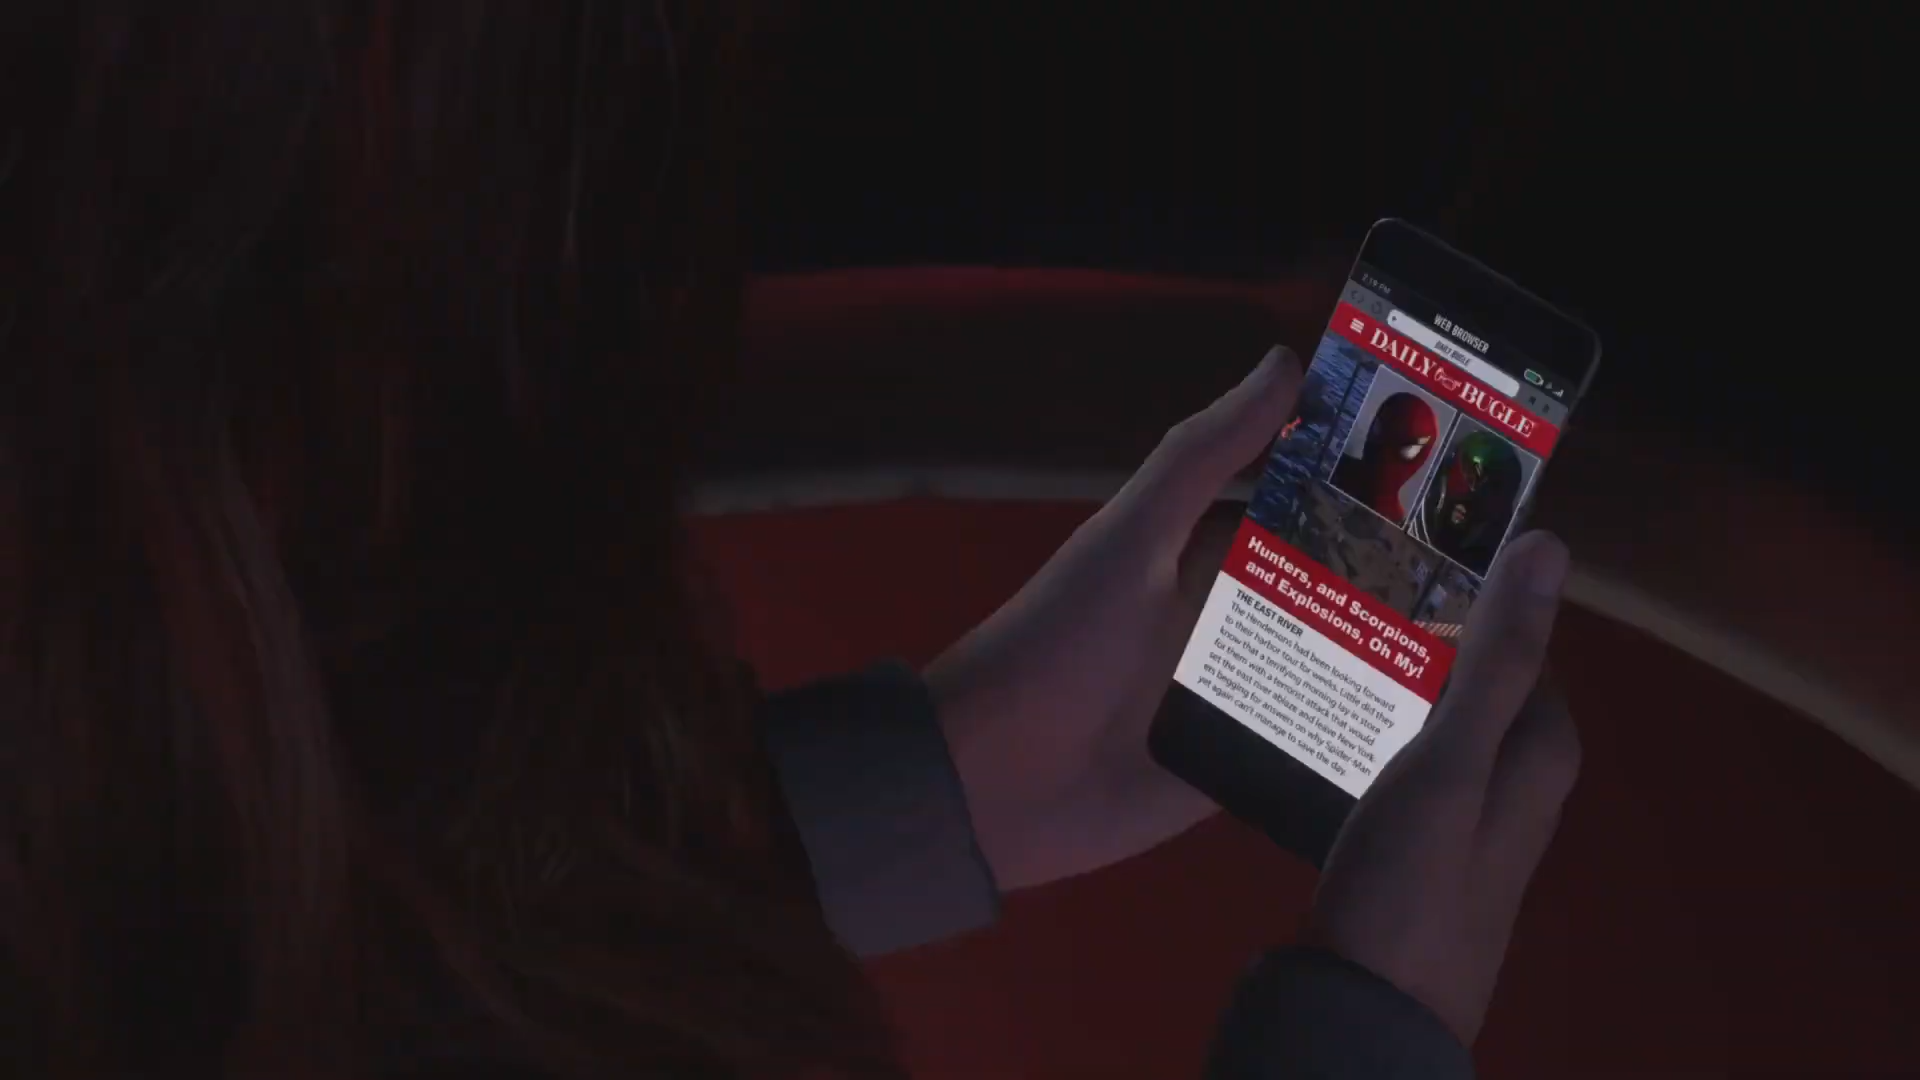 7:19 PM
WEB BROWSER
DAILY BUGLE
DAILY BUGLE
Hunters, and Scorpions,
and Explosions, Oh My!
THE EAST RIVER
The Hendersons had been looking forward
to their harbor tour for weeks. Little did they
know that a terrifying morning lay in store
for them with a terrorist attack that would
set the east river ablaze and leave New York-
ers begging for answers on why Spider-Man
yet again can't manage to save the day.